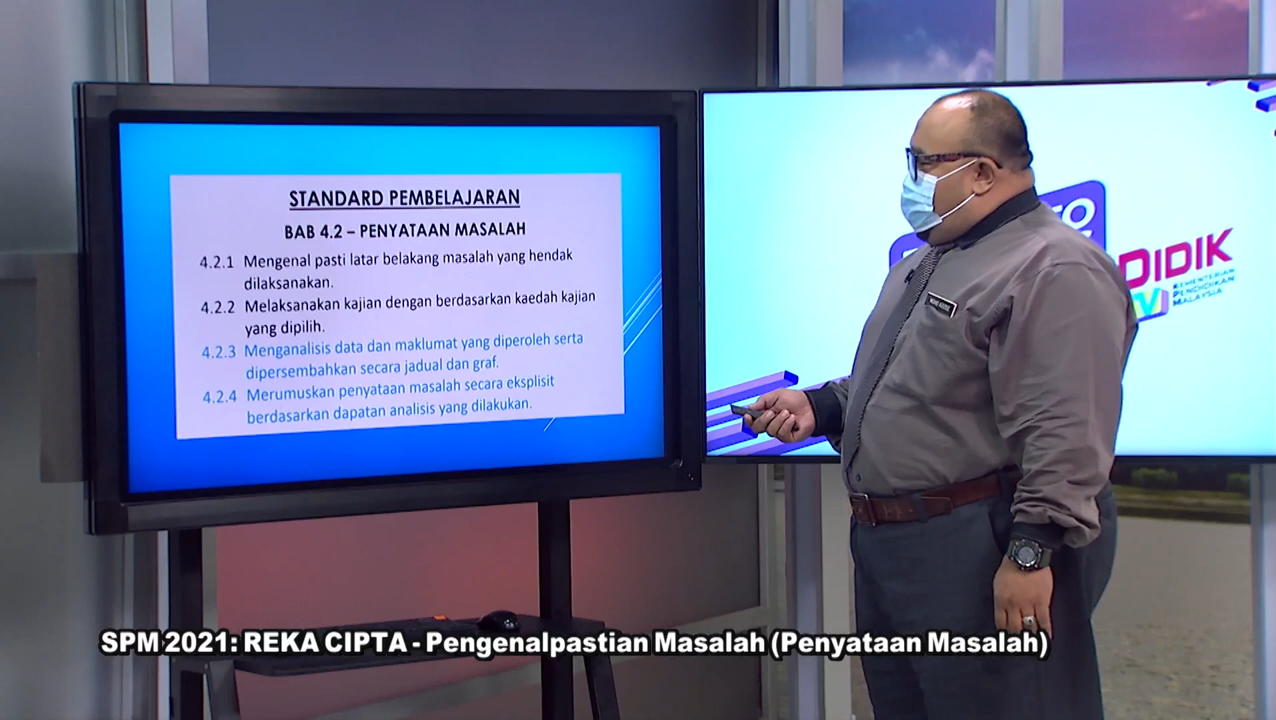 STANDARD PEMBELAJARAN
BAB 4.2 – PENYATAAN MASALAH
4.2.1 Mengenal pasti latar belakang masalah yang hendak
dilaksanakan.
4.2.2 Melaksanakan kajian dengan berdasarkan kaedah kajian
yang dipilih.
4.2.3 Menganalisis data dan maklumat yang diperoleh serta
dipersembahkan secara jadual dan graf.
4.2.4 Merumuskan penyataan masalah secara eksplisit
berdasarkan dapatan analisis yang dilakukan.
DIDIK
TV
KEMENTERIAN
PENDIDIKAN
MALAYSIA
SPM 2021: REKA CIPTA - Pengenalpastian Masalah (Penyataan Masalah)